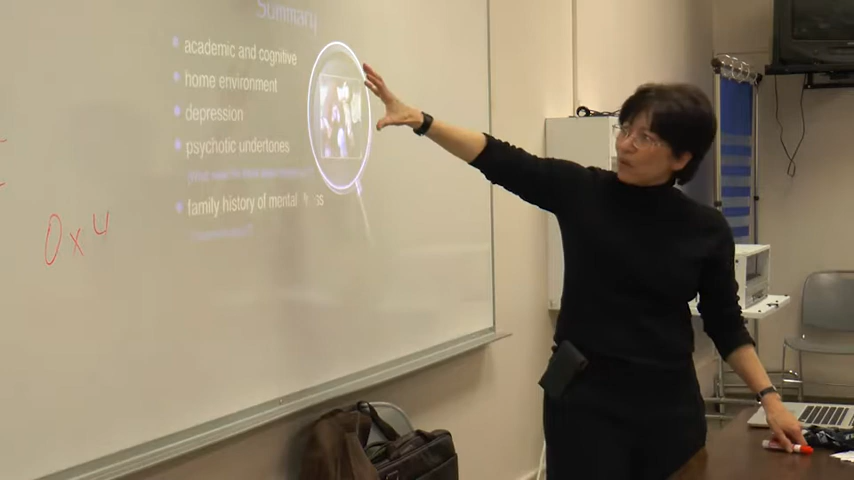 Summary
academic and cognitive
home environment
depression
psychotic undertones
family history of mental
0x4